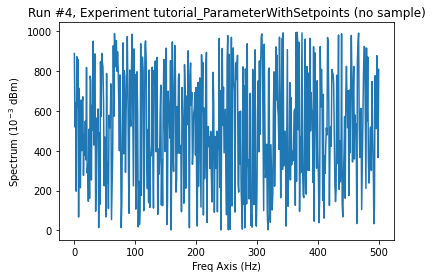 Run #4, Experiment tutorial_ParameterWithSetpoints (no sample)
1000
800
600
400
200
0
Spectrum (10⁻³ dBm)
0 100 200 300 400 500
Freq Axis (Hz)